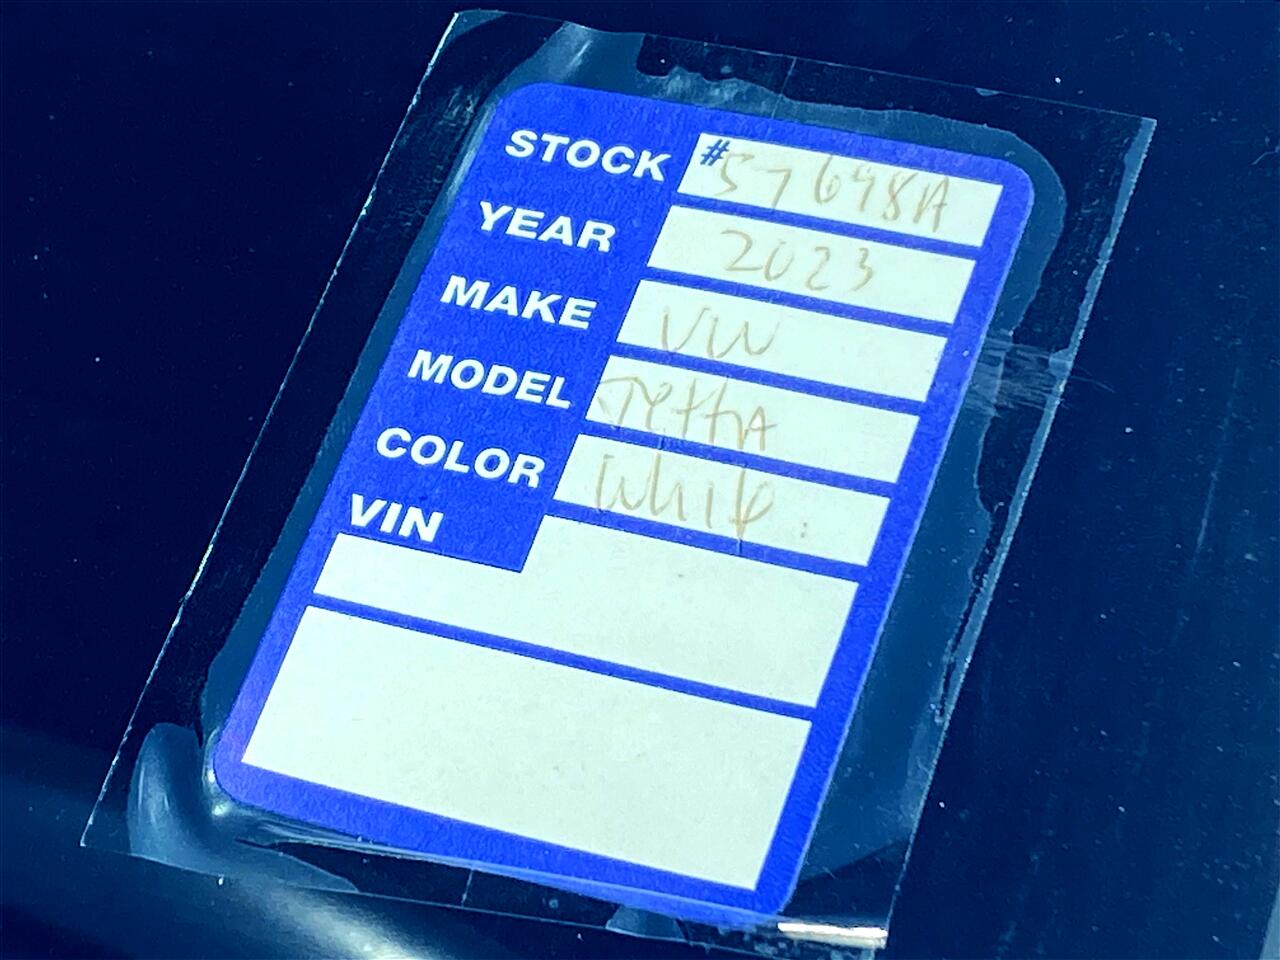 STOCK #57698A
YEAR 2023
MAKE VW
MODEL JettA
COLOR White
VIN